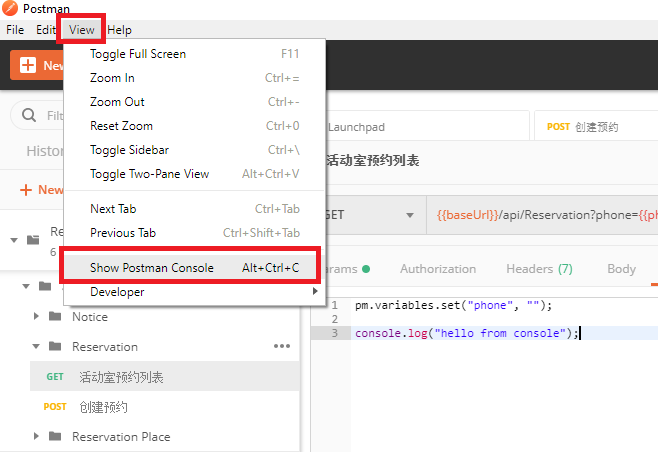 Postman
File Edit View Help
New
Toggle Full Screen F11
Zoom In Ctrl+=
Zoom Out Ctrl+-
Reset Zoom Ctrl+0
Toggle Sidebar Ctrl+\
Toggle Two-Pane View Alt+Ctrl+V
Next Tab Ctrl+Tab
Previous Tab Ctrl+Shift+Tab
Show Postman Console Alt+Ctrl+C
Developer
Launchpad
POST 创建预约
活动室预约列表
GET
{{baseUrl}}/api/Reservation?phone={{ph
Authorization Headers (7) Body
1 pm.variables.set("phone", "");
2
3 console.log("hello from console");
+ New
6
Notice
Reservation
GET 活动室预约列表
POST 创建预约
Reservation Place